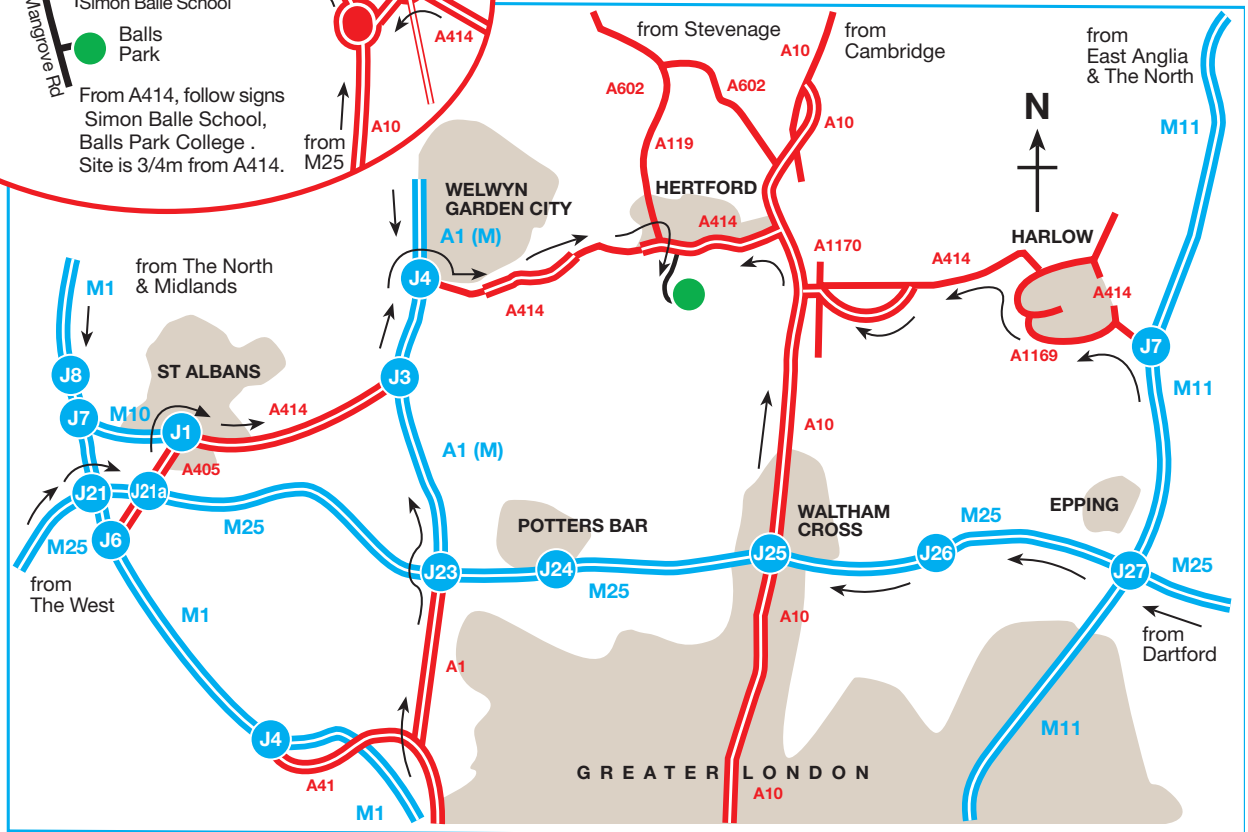 Simon Balle School
Mangrove Rd
Balls
Park
From A414, follow signs
Simon Balle School,
Balls Park College .
Site is 3/4m from A414.
from
M25
A10
A414
from Stevenage
A602
A602
A119
A10
from
Cambridge
A10
from
East Anglia
& The North
M11
N
WELWYN
GARDEN CITY
A1 (M)
HERTFORD
A414
A1170
A414
HARLOW
A414
A1169
J7
M11
from The North
& Midlands
M1
J4
A414
J8
ST ALBANS
J3
J7
M10
J1
A414
A405
A1 (M)
A10
J21
J21a
M25
M25
J6
from
The West
POTTERS BAR
WALTHAM
CROSS
EPPING
M25
J23
J24
M25
J25
J26
J27
M25
from
Dartford
M1
A1
A10
M11
J4
A41
M1
GREATER LONDON
A10